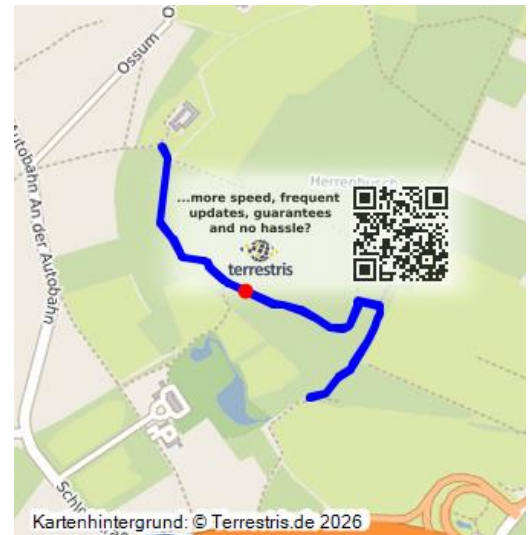 Ossum
O
Autobahn An der Autobahn
Herrenbusch
...more speed, frequent
updates, guarantees
and no hassle?
terrestris
Kartenhintergrund: © Terrestris.de 2026